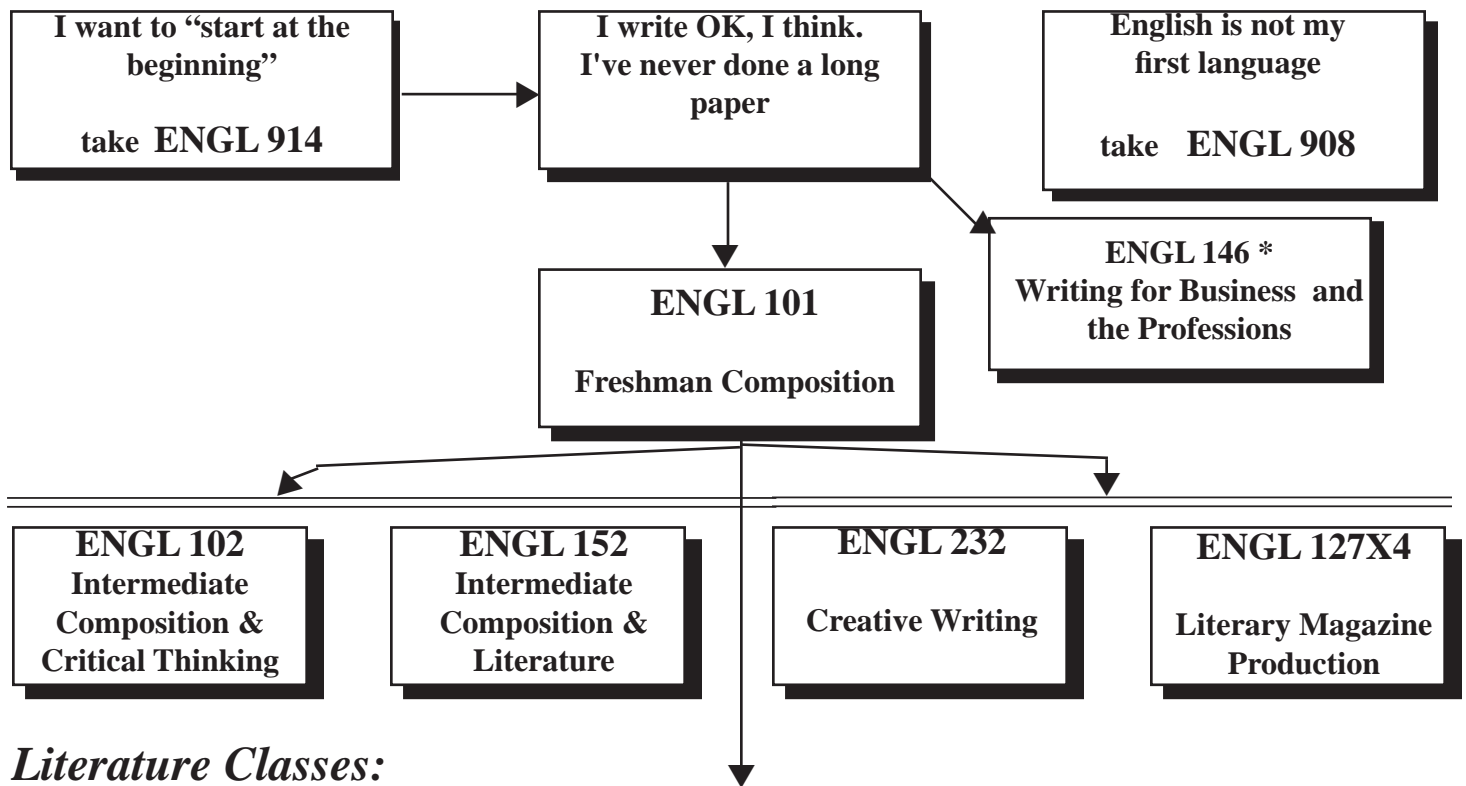 I want to “start at the
beginning”
take ENGL 914
I write OK, I think.
I've never done a long
paper
English is not my
first language
take ENGL 908
ENGL 146 *
Writing for Business and
the Professions
ENGL 101
Freshman Composition
ENGL 102
Intermediate
Composition &
Critical Thinking
ENGL 152
Intermediate
Composition &
Literature
ENGL 232
Creative Writing
ENGL 127X4
Literary Magazine
Production
Literature Classes: